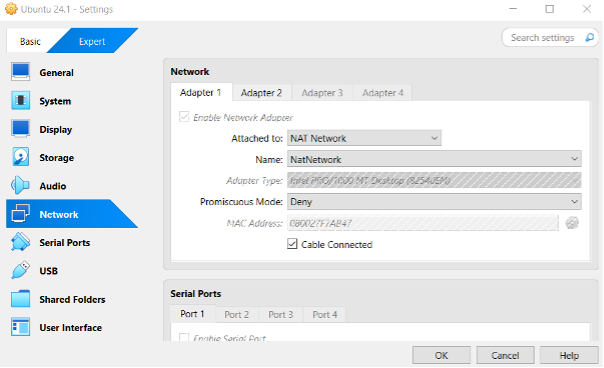 Ubuntu 24.1 - Settings
Basic Expert
Search settings
General
System
Display
Storage
Audio
Network
Serial Ports
USB
Shared Folders
User Interface
Network
Adapter 1 Adapter 2 Adapter 3 Adapter 4
Enable Network Adapter
Attached to: NAT Network
Name: NatNetwork
Adapter Type: Intel PRO/1000 MT Desktop (82540EM)
Promiscuous Mode: Deny
MAC Address: 080027F7AB47
Cable Connected
Serial Ports
Port 1 Port 2 Port 3 Port 4
Enable Serial Port
OK Cancel Help